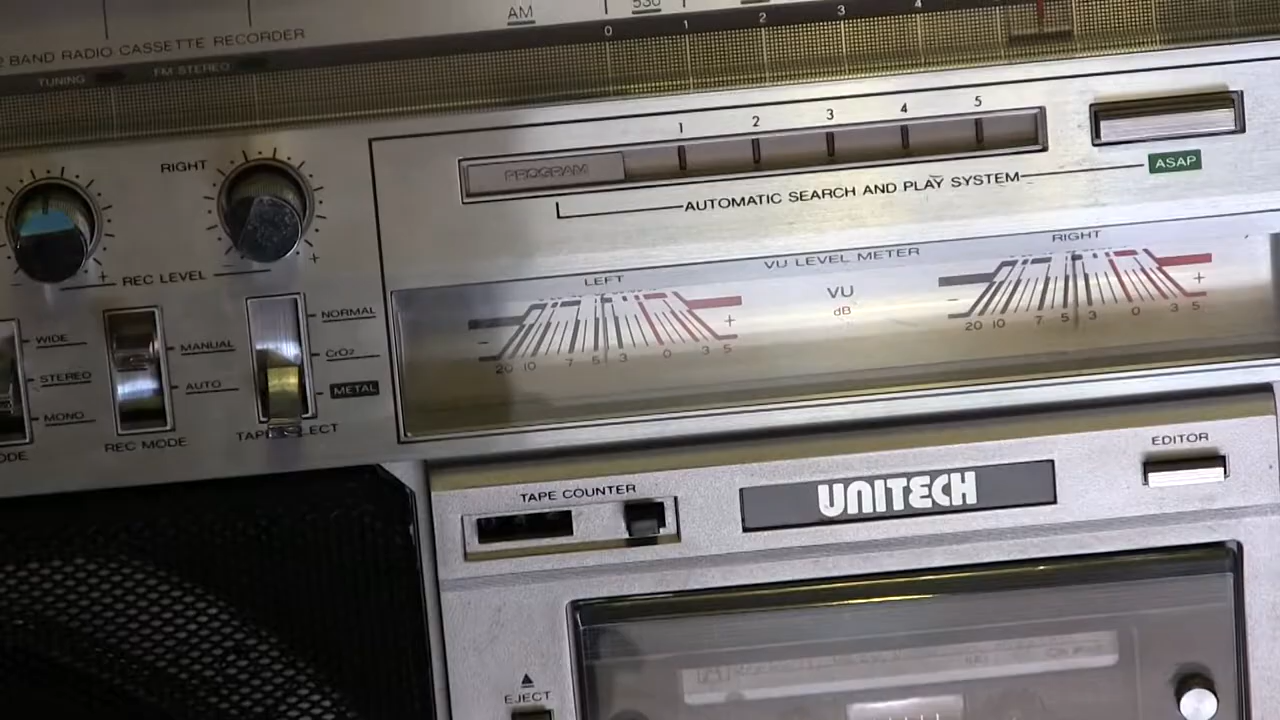 AM 530
0 1 2 3 4
2 BAND RADIO CASSETTE RECORDER
TUNING FM STEREO
1 2 3 4 5
PROGRAM
ASAP
AUTOMATIC SEARCH AND PLAY SYSTEM
RIGHT
- + REC LEVEL - +
WIDE
STEREO
MONO
MANUAL
AUTO
REC MODE
NORMAL
CrO2
METAL
LEFT
VU LEVEL METER
RIGHT
VU
dB
- +
20 10 7 5 3 0 3 5
- +
20 10 7 5 3 0 3 5
TAPE COUNTER
UNITECH
EDITOR
EJECT